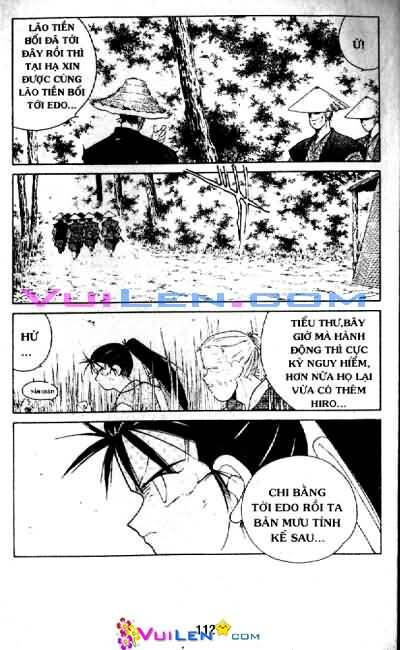 LÃO TIỀN
BỐI ĐÃ TỚI
ĐÂY RỒI THÌ
TẠI HẠ XIN
ĐƯỢC CÙNG
LÃO TIỀN BỐI
TỚI EDO...
Ừ!
VUILEN.COM
HỪ
...
TIỂU THƯ, BÂY
GIỜ MÀ HÀNH
ĐỘNG THÌ CỰC
KỲ NGUY HIỂM,
HƠN NỮA HỌ LẠI
VỪA CÓ THÊM
HIRO...
CHI BẰNG
TỚI EDO RỒI TA
BÀN MƯU TÍNH
KẾ SAU...
112
VUILEN
.COM